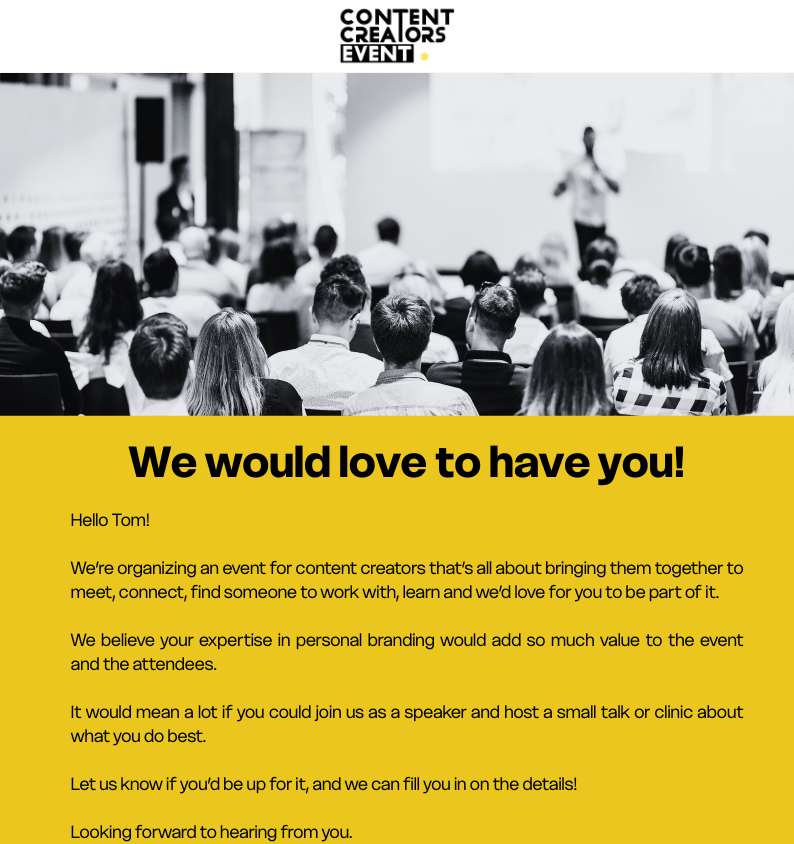 CONTENT
CREATORS
EVENT
We would love to have you!
Hello Tom!
We're organizing an event for content creators that's all about bringing them together to
meet, connect, find someone to work with, learn and we'd love for you to be part of it.
We believe your expertise in personal branding would add so much value to the event
and the attendees.
It would mean a lot if you could join us as a speaker and host a small talk or clinic about
what you do best.
Let us know if you'd be up for it, and we can fill you in on the details!
Looking forward to hearing from you.